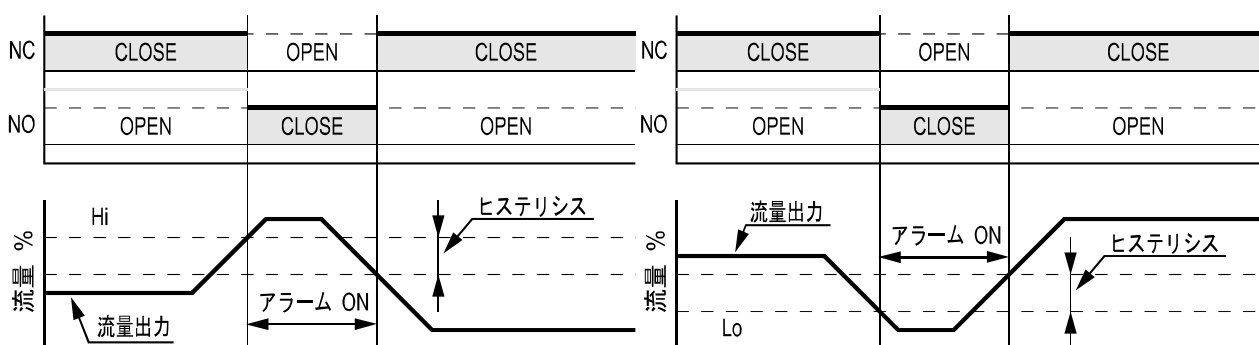 NC CLOSE OPEN CLOSE
NO OPEN CLOSE OPEN
流量 %
Hi
ヒステリシス
アラーム ON
流量出力
NC CLOSE OPEN CLOSE
NO OPEN CLOSE OPEN
流量 %
流量出力
アラーム ON
ヒステリシス
Lo